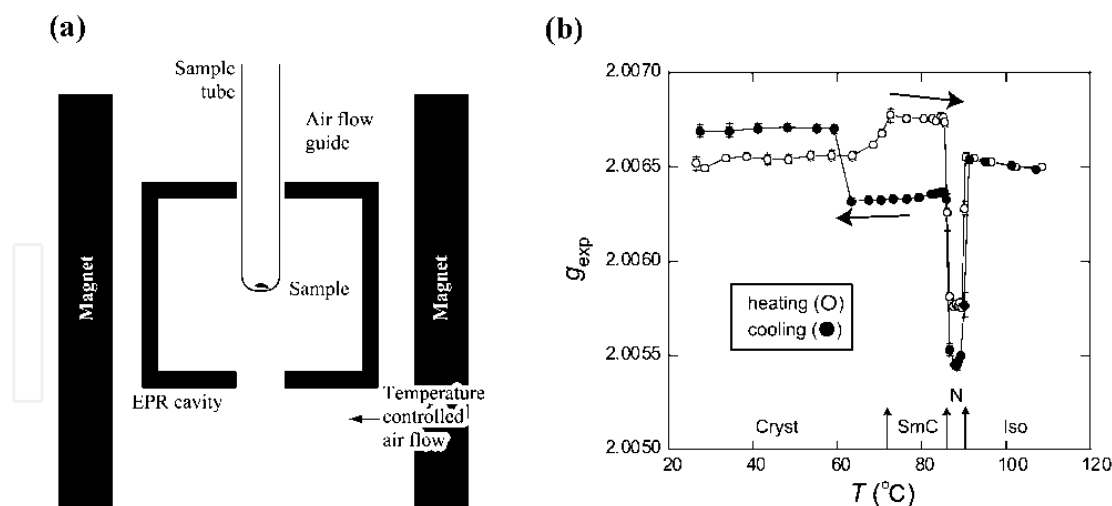 (a)
Sample
tube
Air flow
guide
Magnet
Magnet
Sample
EPR cavity
Temperature
controlled
air flow
(b)
2.0070
2.0065
2.0060
2.0055
2.0050
g_exp
heating (○)
cooling (●)
N
Cryst
SmC
Iso
20
40
60
80
100
120
T (°C)